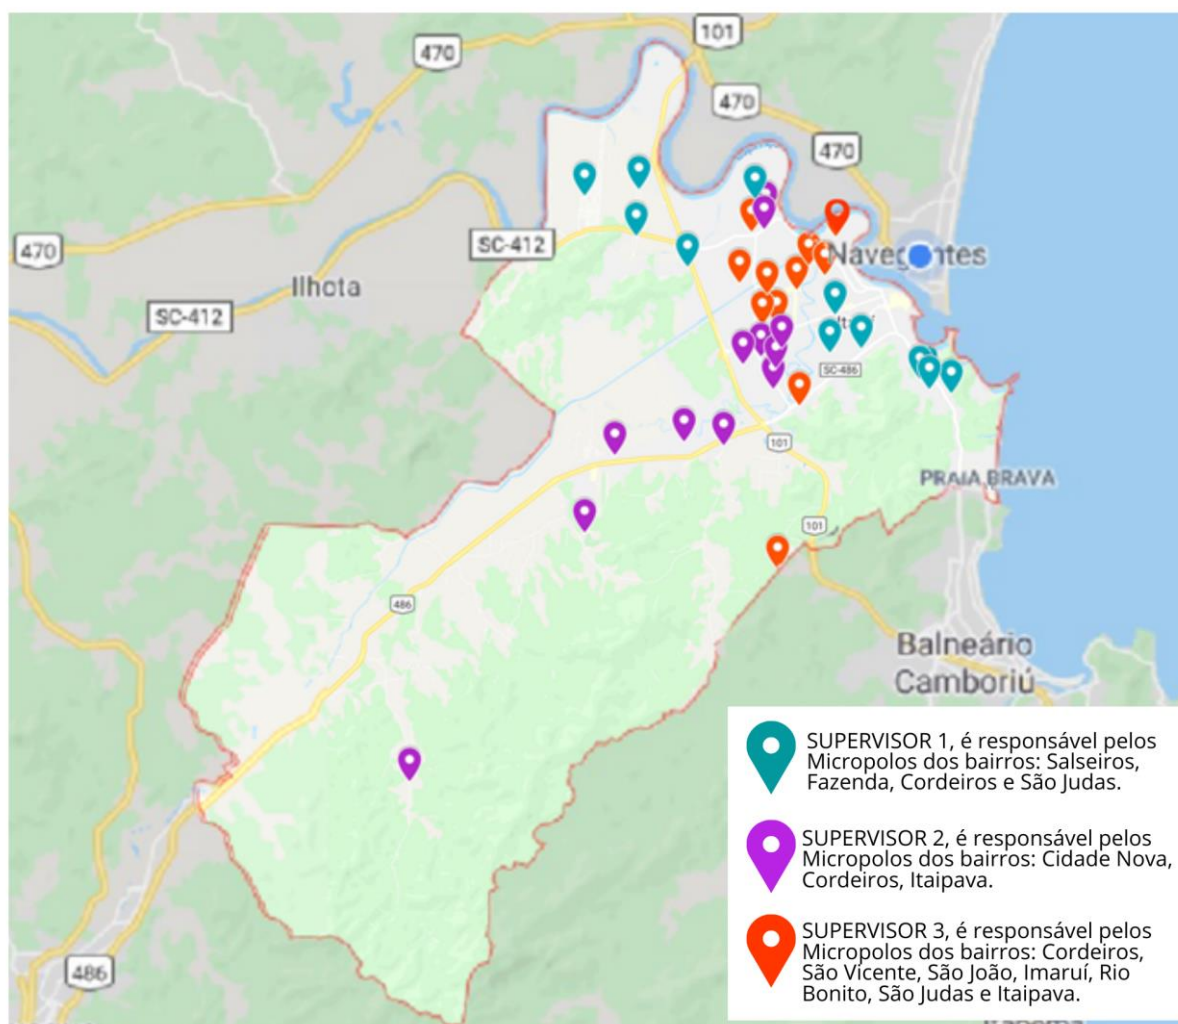 101
470
470
470
470
SC-412
Ilhota
SC-412
Navegantes
SC-486
101
PRAIA BRAVA
101
486
Balneário
Camboriú
SUPERVISOR 1, é responsável pelos
Micropolos dos bairros: Salseiros,
Fazenda, Cordeiros e São Judas.
SUPERVISOR 2, é responsável pelos
Micropolos dos bairros: Cidade Nova,
Cordeiros, Itaipava.
SUPERVISOR 3, é responsável pelos
Micropolos dos bairros: Cordeiros,
São Vicente, São João, Imaruí, Rio
Bonito, São Judas e Itaipava.
486